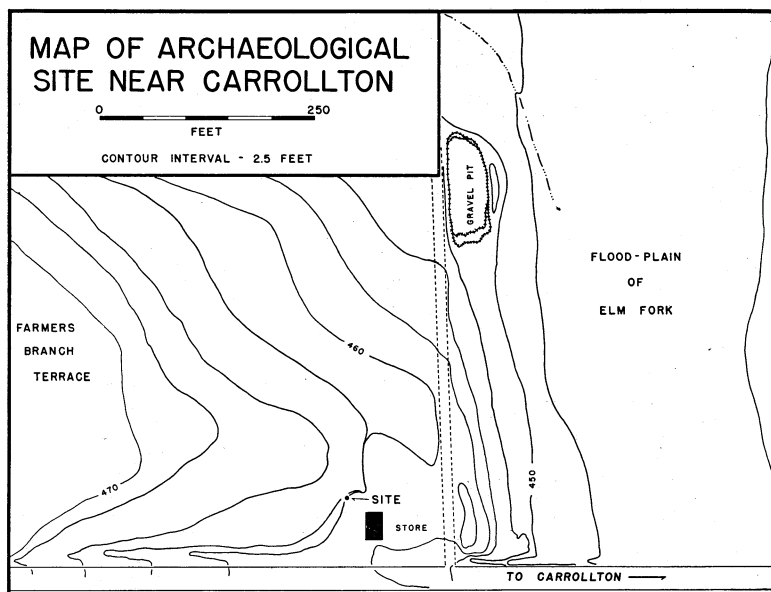 MAP OF ARCHAEOLOGICAL
SITE NEAR CARROLLTON
0 250
FEET
CONTOUR INTERVAL - 2.5 FEET
GRAVEL PIT
FLOOD-PLAIN
OF
ELM FORK
FARMERS
BRANCH
TERRACE
460
470
450
SITE
STORE
TO CARROLLTON